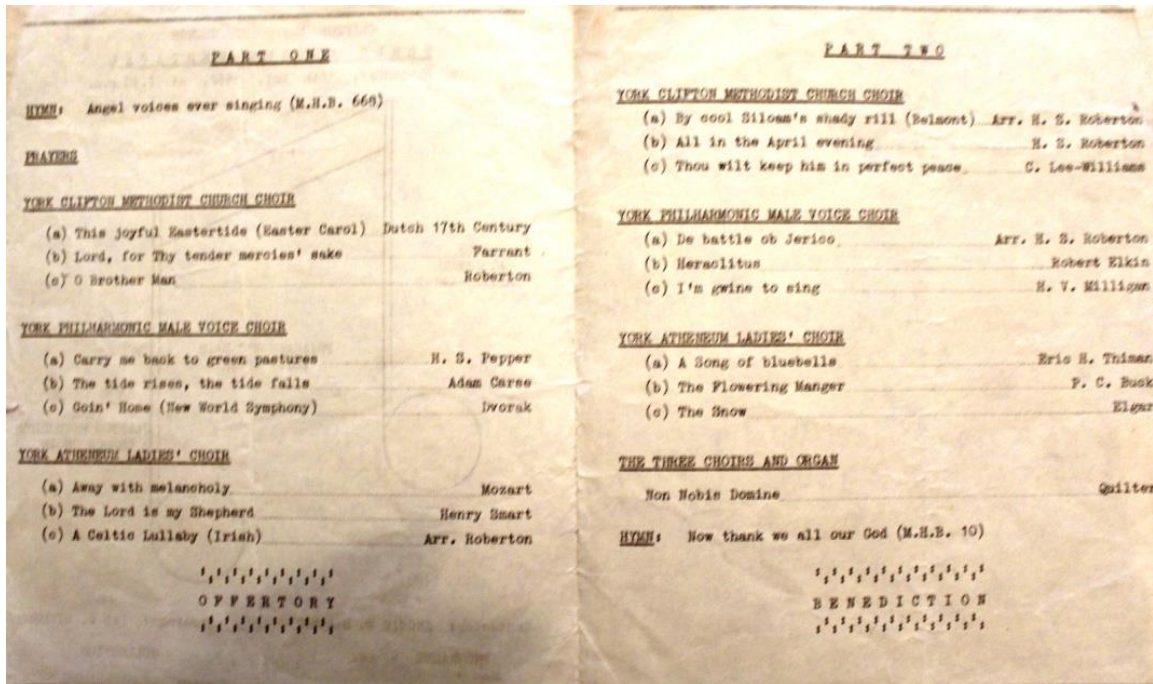 PART ONE
HYMN: Angel voices ever singing (M.H.B. 668)
PRAYERS
YORK CLIFTON METHODIST CHURCH CHOIR
(a) This joyful Eastertide (Easter Carol) Dutch 17th Century
(b) Lord, for Thy tender mercies' sake Farrant
(c) O Brother Man Roberton
YORK PHILHARMONIC MALE VOICE CHOIR
(a) Carry me back to green pastures H. S. Pepper
(b) The tide rises, the tide falls Adam Carse
(c) Goin' Home (New World Symphony) Dvorak
YORK ATHENEUM LADIES' CHOIR
(a) Away with melancholy Mozart
(b) The Lord is my Shepherd Henry Smart
(c) A Celtic Lullaby (Irish) Arr. Roberton
OFFERTORY
PART TWO
YORK CLIFTON METHODIST CHURCH CHOIR
(a) By cool Siloam's shady rill (Belmont) Arr. H. S. Roberton
(b) All in the April evening H. S. Roberton
(c) Thou wilt keep him in perfect peace C. Lee-Williams
YORK PHILHARMONIC MALE VOICE CHOIR
(a) De battle ob Jerico Arr. H. S. Roberton
(b) Heraclitus Robert Elkin
(c) I'm gwine to sing H. V. Milligan
YORK ATHENEUM LADIES' CHOIR
(a) A Song of bluebells Eric H. Thiman
(b) The Flowering Manger P. C. Buck
(c) The Snow Elgar
THE THREE CHOIRS AND ORGAN
Non Nobis Domine Quilter
HYMN: Now thank we all our God (M.H.B. 10)
BENEDICTION